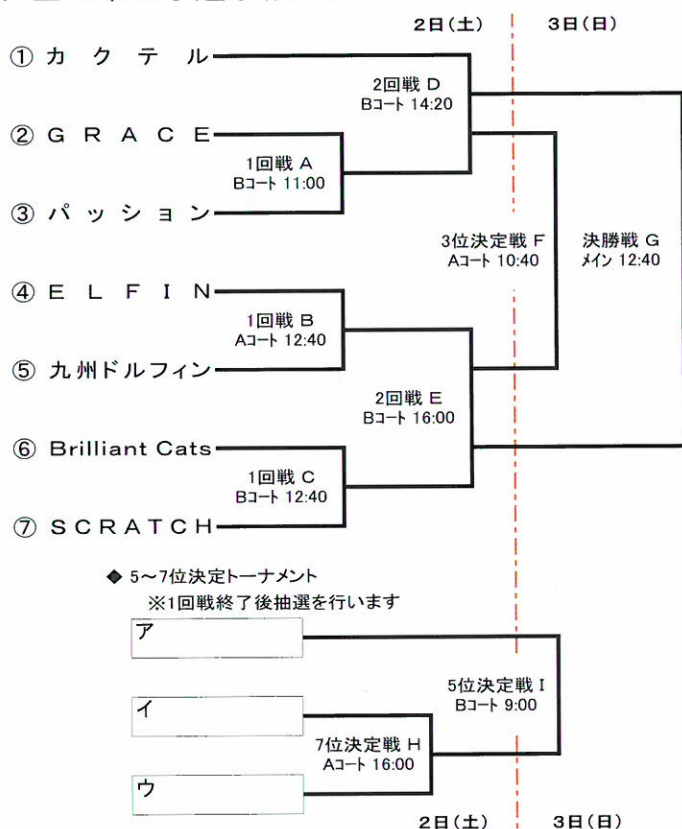 2日(土) 3日(日)
① カクテル
2回戦 D
Bコート 14:20
② GRACE
1回戦 A
Bコート 11:00
③ パッション
3位決定戦 F
Aコート 10:40
決勝戦 G
メイン 12:40
④ ELFIN
1回戦 B
Aコート 12:40
⑤ 九州ドルフィン
2回戦 E
Bコート 16:00
⑥ Brilliant Cats
1回戦 C
Bコート 12:40
⑦ SCRATCH
◆ 5～7位決定トーナメント
※1回戦終了後抽選を行います
ア
5位決定戦 I
Bコート 9:00
イ
7位決定戦 H
Aコート 16:00
ウ
2日(土) 3日(日)